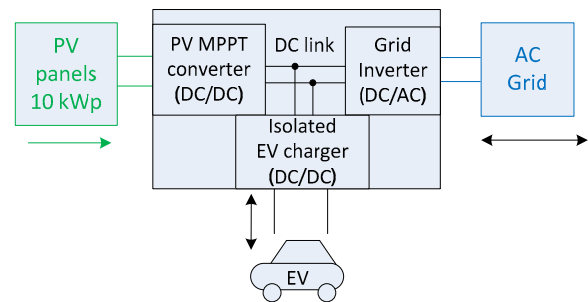 PV
panels
10 kWp
PV MPPT
converter
(DC/DC)
DC link
Grid
Inverter
(DC/AC)
AC
Grid
Isolated
EV charger
(DC/DC)
EV